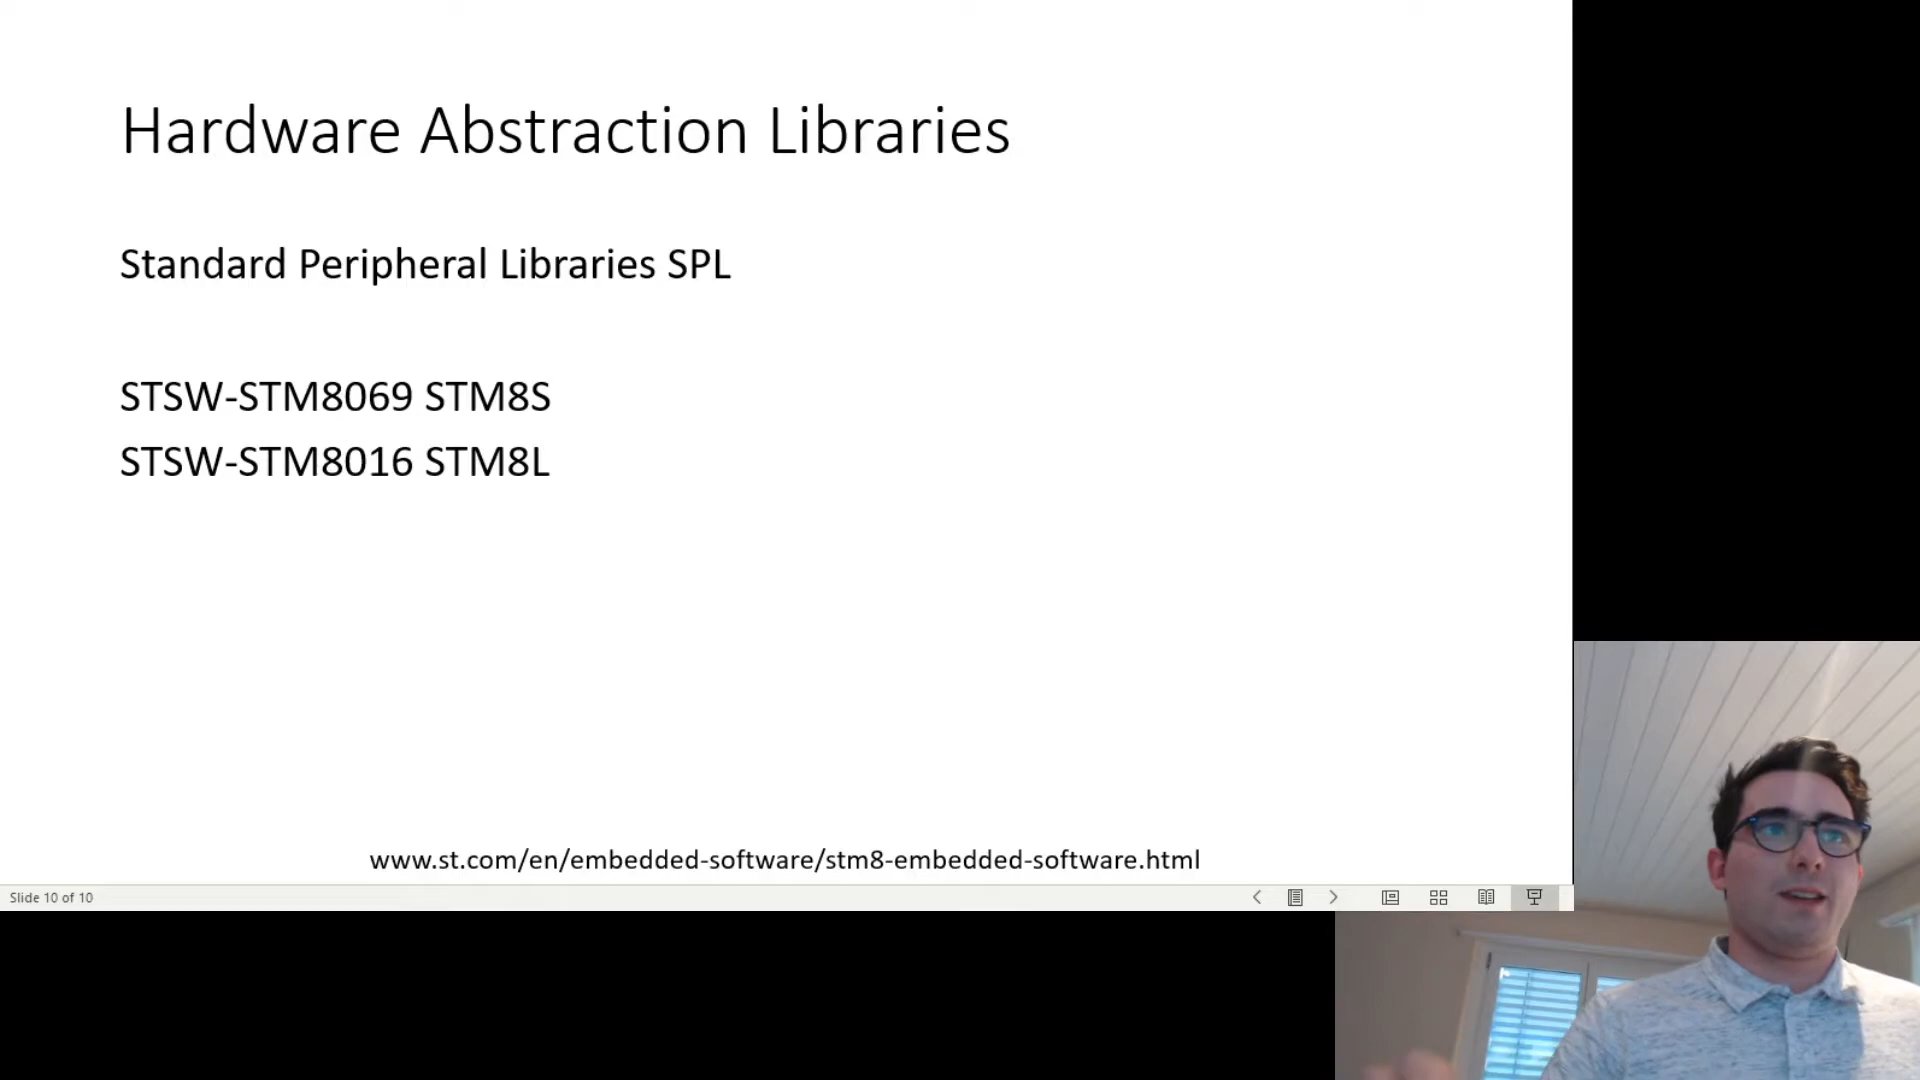 Hardware Abstraction Libraries
Standard Peripheral Libraries SPL
STSW-STM8069 STM8S
STSW-STM8016 STM8L
www.st.com/en/embedded-software/stm8-embedded-software.html
Slide 10 of 10